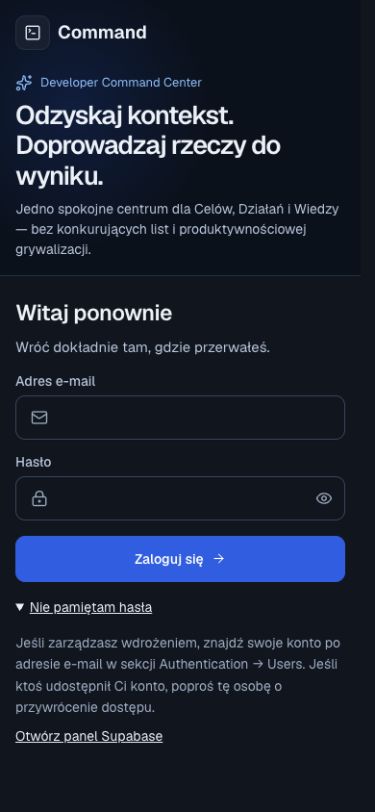 Command
Developer Command Center
Odzyskaj kontekst.
Doprowadzaj rzeczy do
wyniku.
Jedno spokojne centrum dla Celów, Działań i Wiedzy
— bez konkurujących list i produktywnościowej
grywalizacji.
Witaj ponownie
Wróć dokładnie tam, gdzie przerwałeś.
Adres e-mail
Hasło
Zaloguj się →
▼ Nie pamiętam hasła
Jeśli zarządzasz wdrożeniem, znajdź swoje konto po
adresie e-mail w sekcji Authentication → Users. Jeśli
ktoś udostępnił Ci konto, poproś tę osobę o
przywrócenie dostępu.
Otwórz panel Supabase